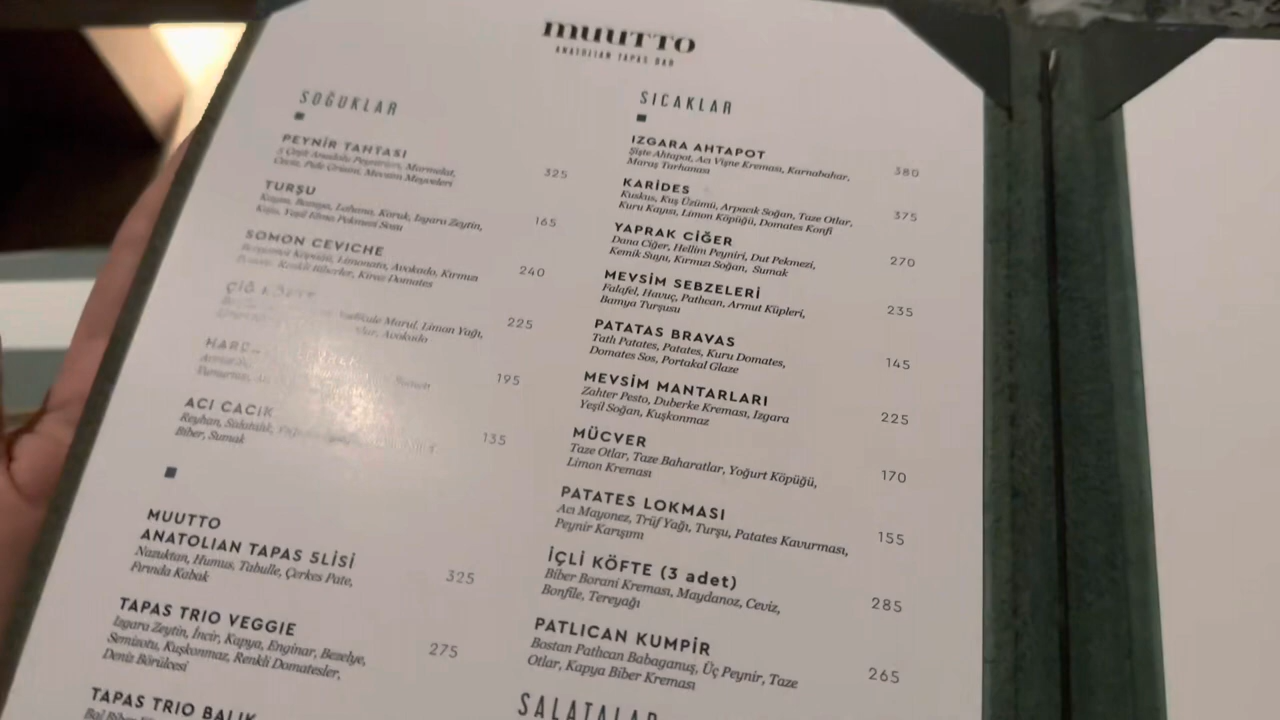 muutto
ANATOLIAN TAPAS BAR
SOĞUKLAR
PEYNİR TAHTASI
5 Çeşit Anadolu Peynirleri, Marmelat,
Ceviz, Pide Grissini, Mevsim Meyveleri
325
TURŞU
Kayısı, Bamya, Lahana, Koruk, Izgara Zeytin,
Kapya, Yeşil Elma, Pekmezi Sosu
165
SOMON CEVICHE
Köpüğü, Limonata, Avokado, Kırmızı
Renkli Biberler, Kiraz Domates
240
ÇİĞ KÖFTE
Marul, Limon Yağı,
Avokado
225
195
ACI CACIK
Reyhan, Salatalık,
Biber, Sumak
135
MUUTTO
ANATOLIAN TAPAS SLİSİ
Nazuktan, Humus, Tabulle, Çerkes Pate,
Fırında Kabak
325
TAPAS TRIO VEGGIE
Izgara Zeytin, İncir, Kapya, Enginar, Bezelye,
Semizotu, Kuşkonmaz, Renkli Domatesler,
Deniz Börülcesi
275
TAPAS TRIO BALIK
SICAKLAR
IZGARA AHTAPOT
Şişte Ahtapot, Acı Vişne Kreması, Karnabahar,
Maraş Tarhanası
380
KARİDES
Kuskus, Kuş Üzümü, Arpacık Soğan, Taze Otlar,
Kuru Kayısı, Limon Köpüğü, Domates Konfi
375
YAPRAK CİĞER
Dana Ciğer, Hellim Peyniri, Dut Pekmezi,
Kemik Suyu, Kırmızı Soğan, Sumak
270
MEVSİM SEBZELERİ
Falafel, Havuç, Patlıcan, Armut Küpleri,
Bamya Turşusu
235
PATATAS BRAVAS
Tatlı Patates, Patates, Kuru Domates,
Domates Sos, Portakal Glaze
145
MEVSİM MANTARLARI
Zahter Pesto, Duberke Kreması, Izgara
Yeşil Soğan, Kuşkonmaz
225
MÜCVER
Taze Otlar, Taze Baharatlar, Yoğurt Köpüğü,
Limon Kreması
170
PATATES LOKMASI
Acı Mayonez, Trüf Yağı, Turşu, Patates Kavurması,
Peynir Karışımı
155
İÇLİ KÖFTE (3 adet)
Biber Borani Kreması, Maydanoz, Ceviz,
Bonfile, Tereyağı
285
PATLICAN KUMPİR
Bostan Patlıcan Babaganuş, Üç Peynir, Taze
Otlar, Kapya Biber Kreması
265
SALATALAR